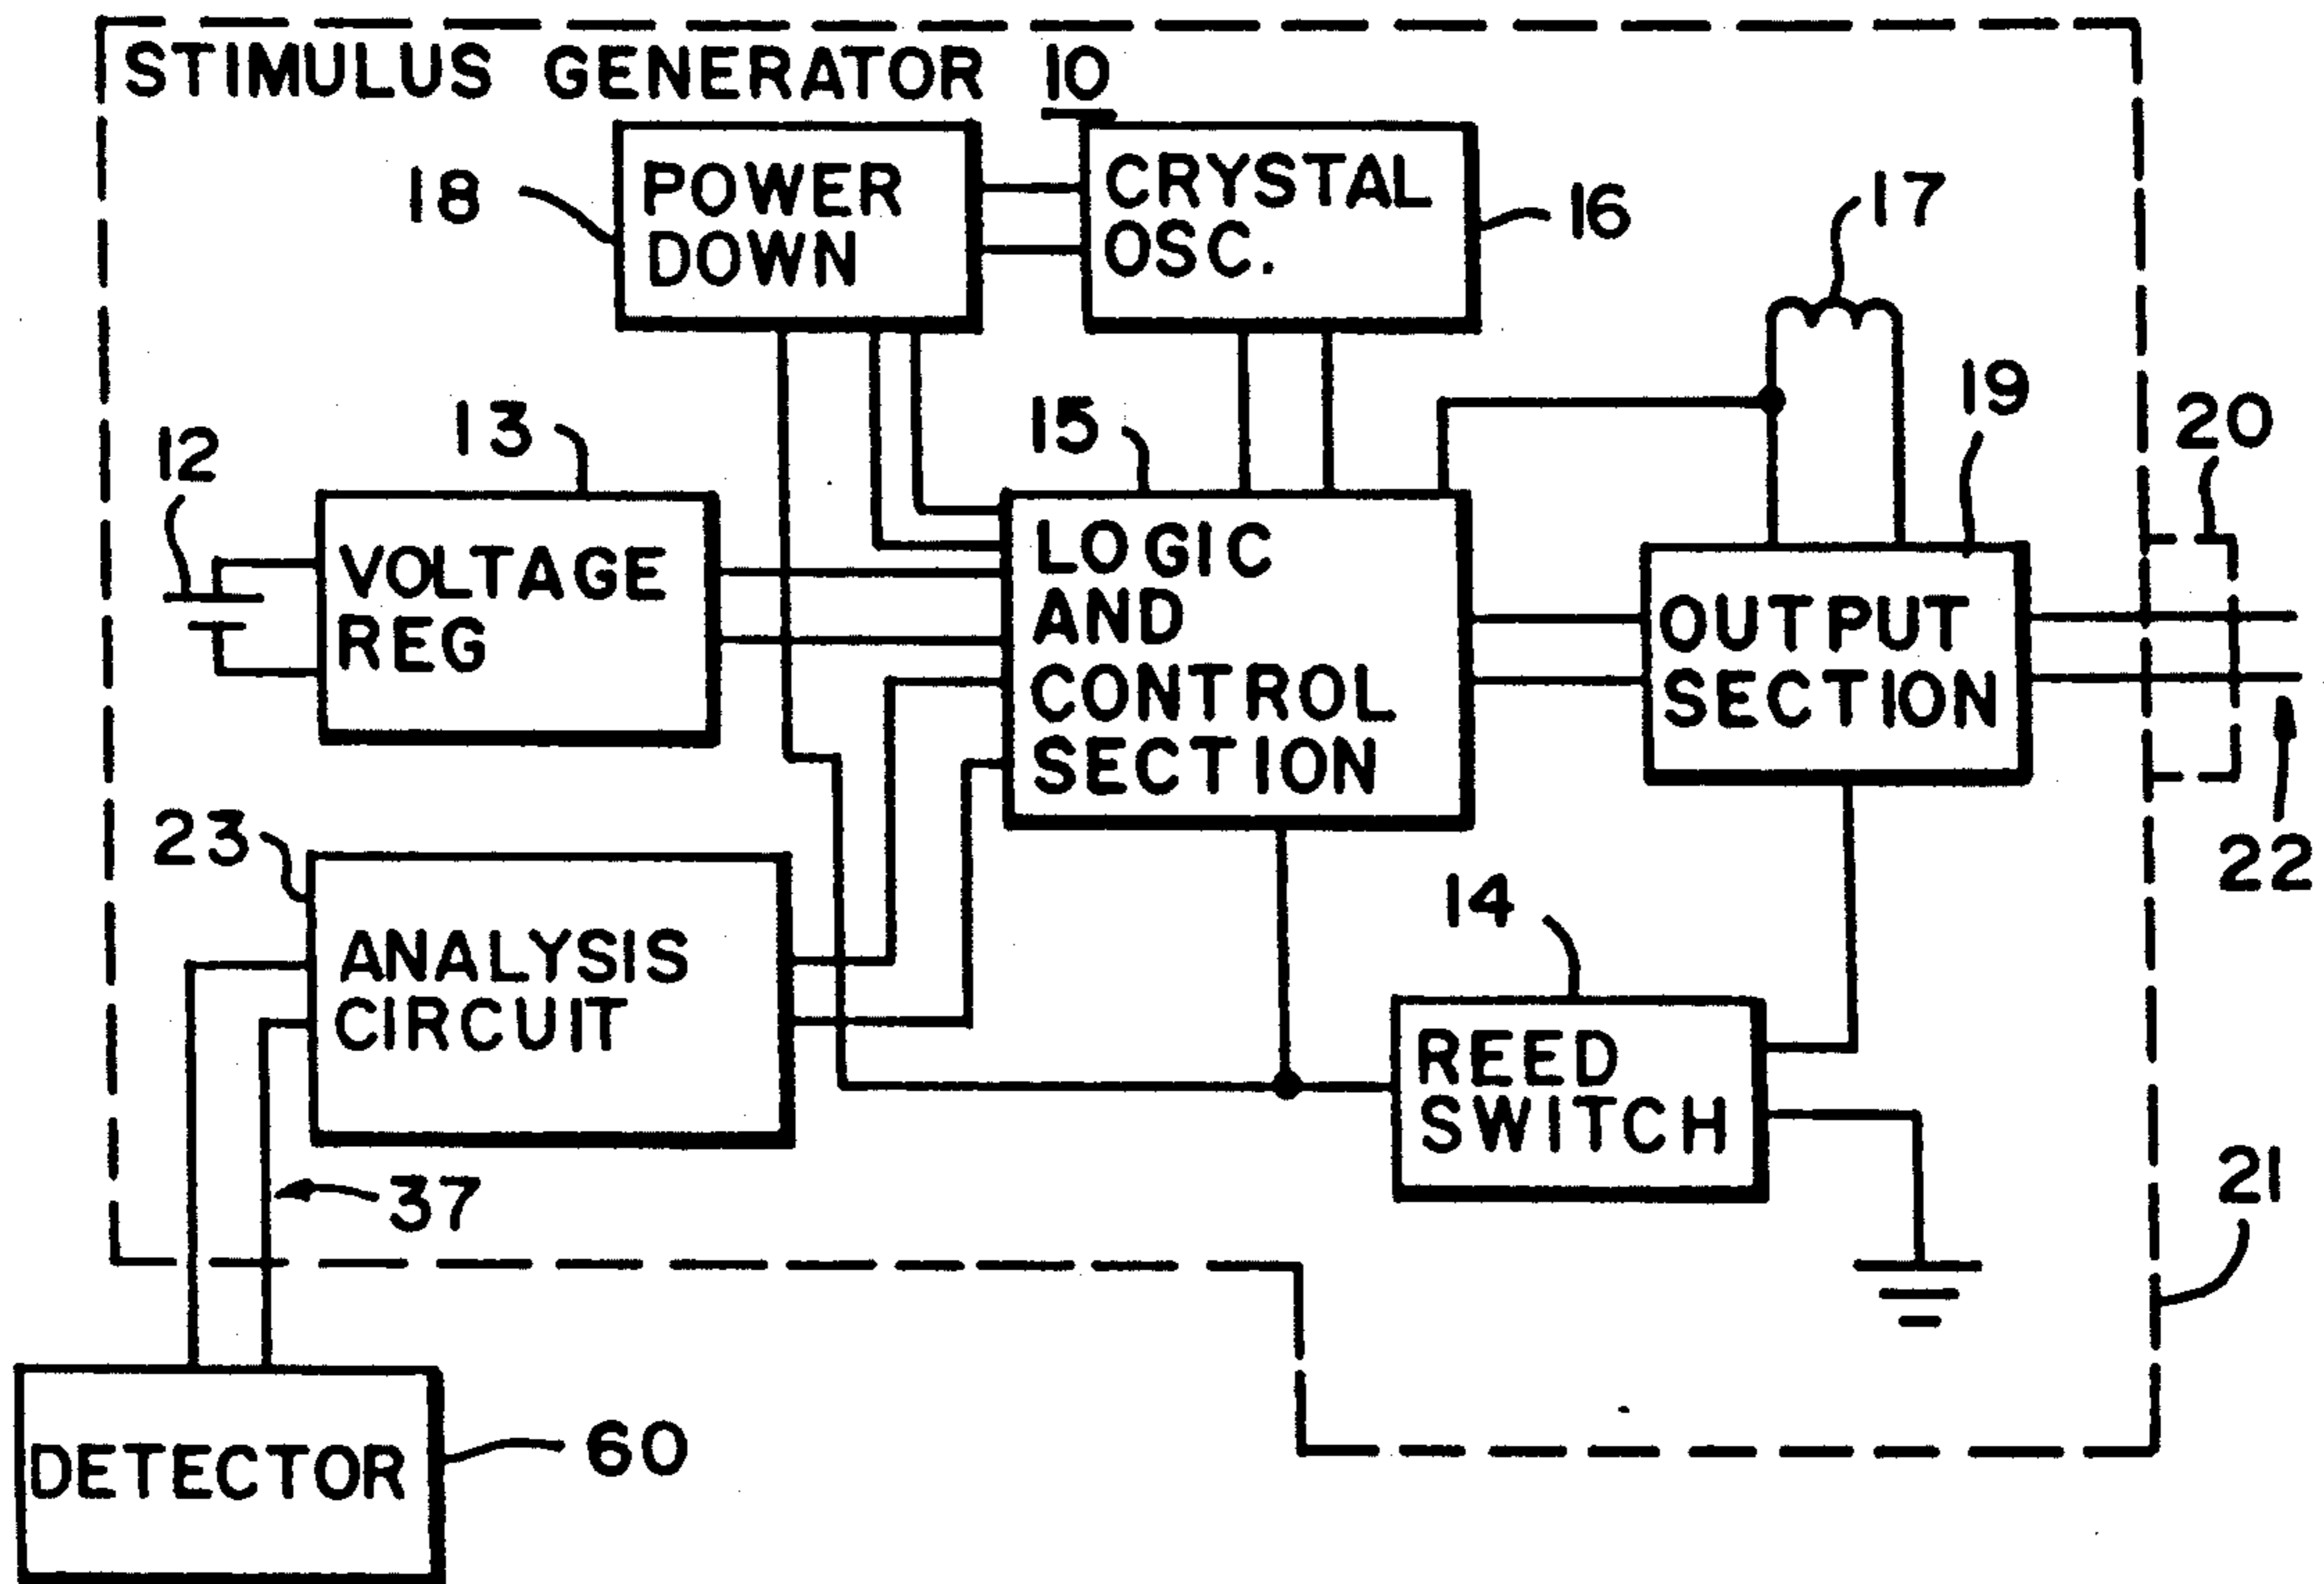 STIMULUS GENERATOR 10
18
POWER
DOWN
CRYSTAL
OSC.
16
17
12
13
VOLTAGE
REG
15
LOGIC
AND
CONTROL
SECTION
19
OUTPUT
SECTION
20
22
23
ANALYSIS
CIRCUIT
14
REED
SWITCH
37
21
DETECTOR
60